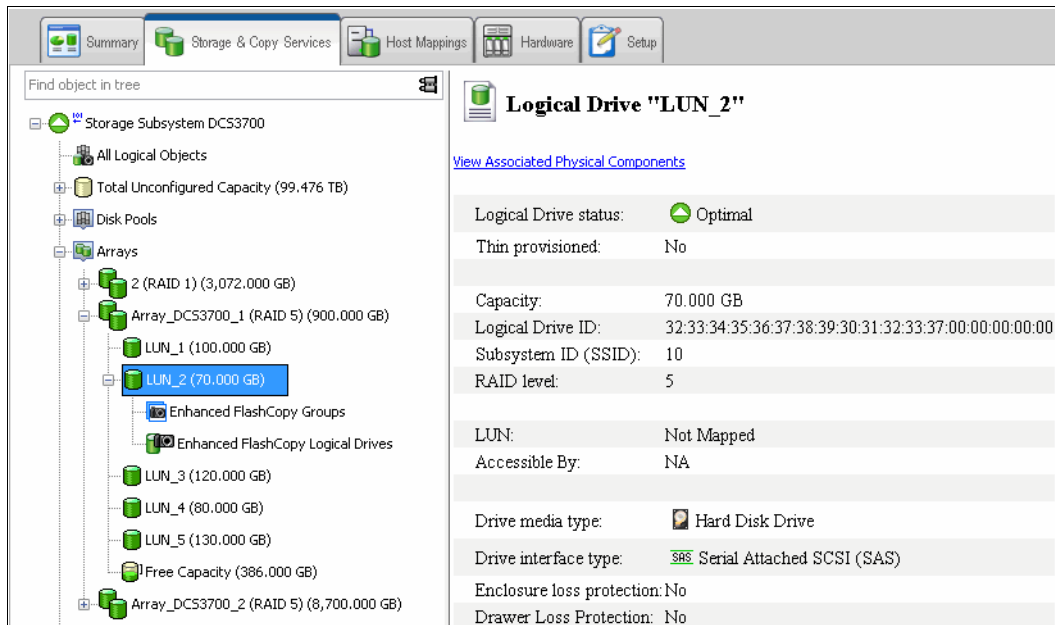 Summary
Storage & Copy Services
Host Mappings
Hardware
Setup
Find object in tree
Storage Subsystem DCS3700
All Logical Objects
Total Unconfigured Capacity (99.476 TB)
Disk Pools
Arrays
2 (RAID 1) (3,072.000 GB)
Array_DCS3700_1 (RAID 5) (900.000 GB)
LUN_1 (100.000 GB)
LUN_2 (70.000 GB)
Enhanced FlashCopy Groups
Enhanced FlashCopy Logical Drives
LUN_3 (120.000 GB)
LUN_4 (80.000 GB)
LUN_5 (130.000 GB)
Free Capacity (386.000 GB)
Array_DCS3700_2 (RAID 5) (8,700.000 GB)
Logical Drive "LUN_2"
View Associated Physical Components
Logical Drive status: Optimal
Thin provisioned: No
Capacity: 70.000 GB
Logical Drive ID: 32:33:34:35:36:37:38:39:30:31:32:33:37:00:00:00:00:00
Subsystem ID (SSID): 10
RAID level: 5
LUN: Not Mapped
Accessible By: NA
Drive media type: Hard Disk Drive
Drive interface type: SAS Serial Attached SCSI (SAS)
Enclosure loss protection: No
Drawer Loss Protection: No